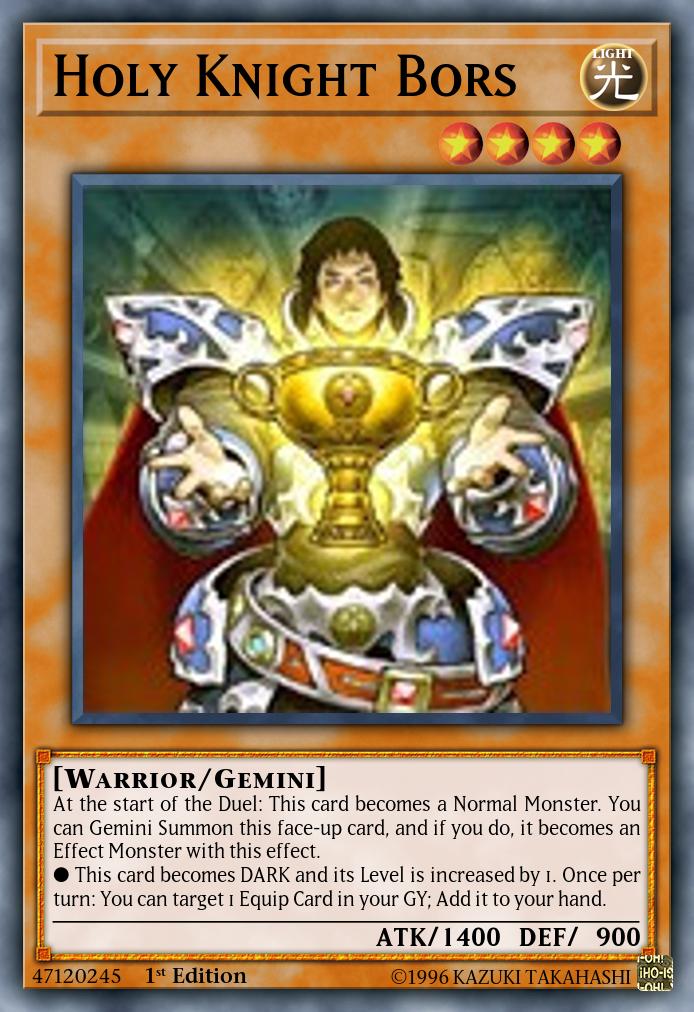 Holy Knight Bors
LIGHT
光
[Warrior/Gemini]
At the start of the Duel: This card becomes a Normal Monster. You
can Gemini Summon this face-up card, and if you do, it becomes an
Effect Monster with this effect.
● This card becomes DARK and its Level is increased by 1. Once per
turn: You can target 1 Equip Card in your GY; Add it to your hand.
ATK/1400 DEF/ 900
47120245 1st Edition ©1996 KAZUKI TAKAHASHI